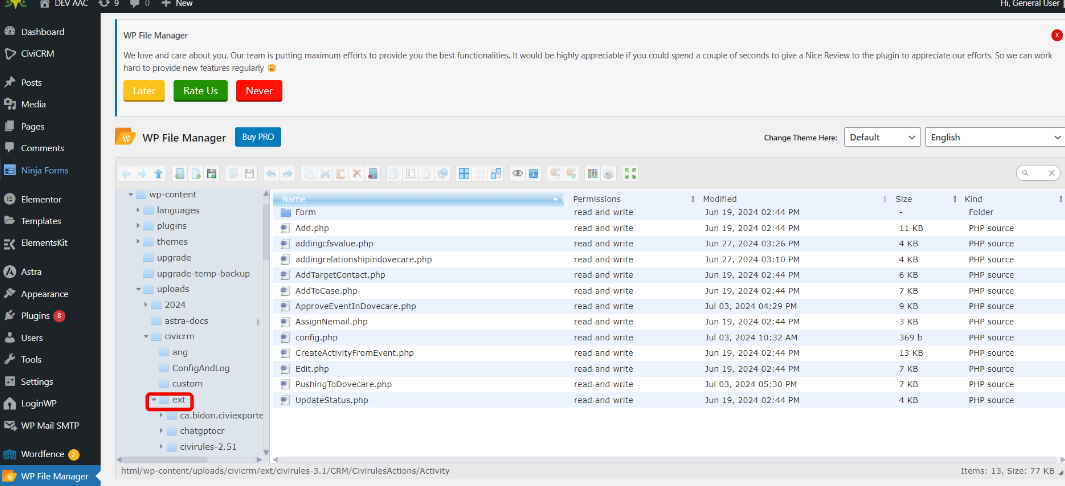 DEV AAC 9 0 New Hi, General User
Dashboard
CiviCRM
Posts
Media
Pages
Comments
Ninja Forms
Elementor
Templates
ElementsKit
Astra
Appearance
Plugins 8
Users
Tools
Settings
LoginWP
WP Mail SMTP
Wordfence 2
WP File Manager
WP File Manager
x
We love and care about you. Our team is putting maximum efforts to provide you the best functionalities. It would be highly appreciable if you could spend a couple of seconds to give a Nice Review to the plugin to appreciate our efforts. So we can work
hard to provide new features regularly
Later Rate Us Never
WP File Manager Buy PRO Change Theme Here: Default English
wp-content
languages
plugins
themes
upgrade
upgrade-temp-backup
uploads
2024
astra-docs
civicrm
ang
ConfigAndLog
custom
ext
ca.bidon.civiexporte
chatgptocr
civirules-2.51
Name Permissions Modified Size Kind
Form read and write Jun 19, 2024 02:44 PM - Folder
Add.php read and write Jun 19, 2024 02:44 PM 11 KB PHP source
addingcfsvalue.php read and write Jun 27, 2024 03:26 PM 4 KB PHP source
addingrelationshipindovecare.php read and write Jun 27, 2024 03:10 PM 4 KB PHP source
AddTargetContact.php read and write Jun 19, 2024 02:44 PM 6 KB PHP source
AddToCase.php read and write Jun 19, 2024 02:44 PM 7 KB PHP source
ApproveEventInDovecare.php read and write Jul 03, 2024 04:29 PM 9 KB PHP source
AssignNemail.php read and write Jun 19, 2024 02:44 PM 3 KB PHP source
config.php read and write Jul 03, 2024 10:32 AM 369 b PHP source
CreateActivityFromEvent.php read and write Jun 19, 2024 02:44 PM 13 KB PHP source
Edit.php read and write Jun 19, 2024 02:44 PM 7 KB PHP source
PushingToDovecare.php read and write Jul 03, 2024 05:30 PM 7 KB PHP source
UpdateStatus.php read and write Jun 19, 2024 02:44 PM 4 KB PHP source
html/wp-content/uploads/civicrm/ext/civirules-3.1/CRM/CivirulesActions/Activity Items: 13, Size: 77 KB